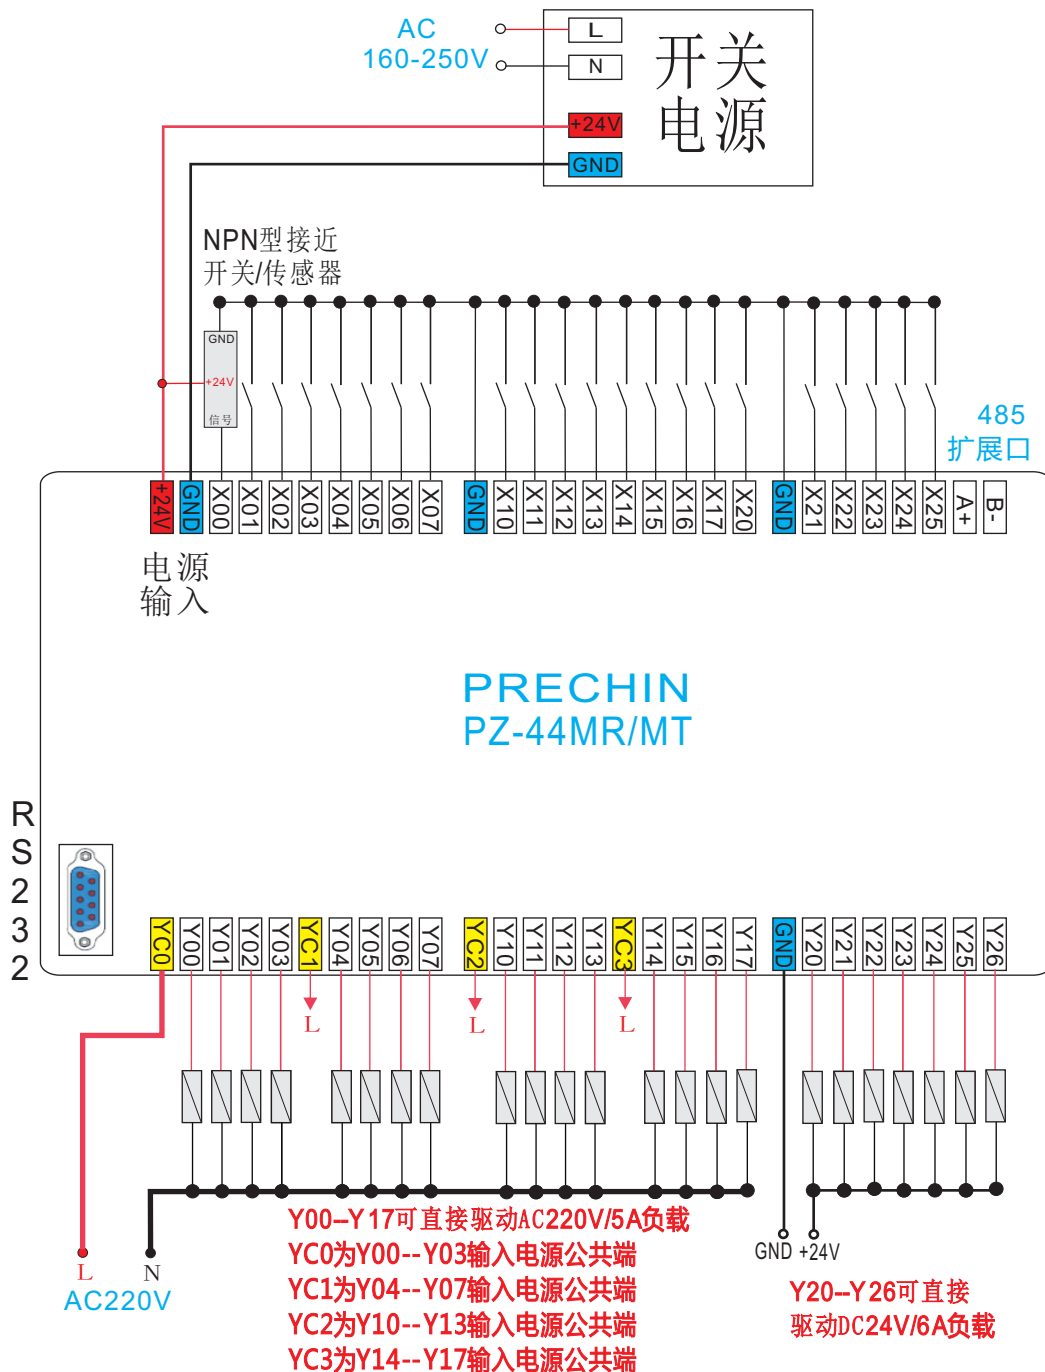 AC
160-250V
L
N
+24V
GND
开关
电源
NPN型接近
开关/传感器
GND
+24V
信号
485
扩展口
+24V GND X00 X01 X02 X03 X04 X05 X06 X07 GND X10 X11 X12 X13 X14 X15 X16 X17 X20 GND X21 X22 X23 X24 X25 A+ B-
电源
输入
PRECHIN
PZ-44MR/MT
RS232
YC0 Y00 Y01 Y02 Y03 YC1 Y04 Y05 Y06 Y07 YC2 Y10 Y11 Y12 Y13 YC3 Y14 Y15 Y16 Y17 GND Y20 Y21 Y22 Y23 Y24 Y25 Y26
L L L
L N
AC220V
Y00--Y17可直接驱动AC220V/5A负载
YC0为Y00--Y03输入电源公共端
YC1为Y04--Y07输入电源公共端
YC2为Y10--Y13输入电源公共端
YC3为Y14--Y17输入电源公共端
GND +24V
Y20--Y26可直接
驱动DC24V/6A负载